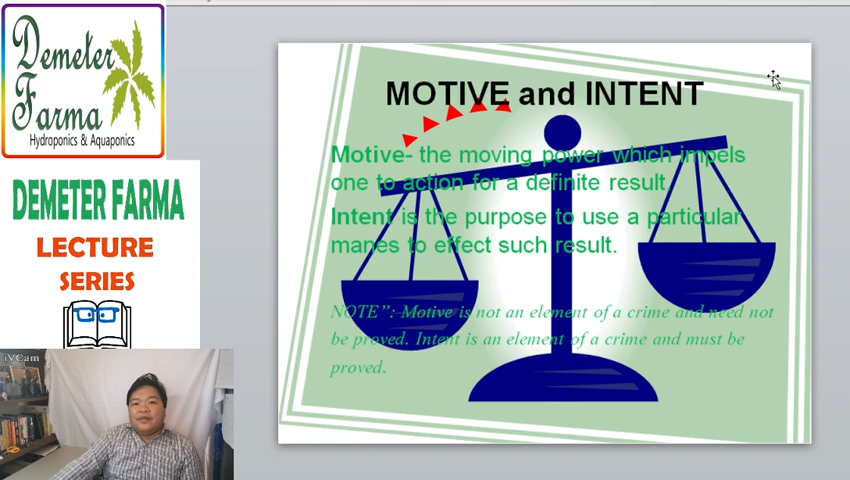 Demeter
Farma
Hydroponics & Aquaponics
DEMETER FARMA
LECTURE
SERIES
iVCam
MOTIVE and INTENT
Motive- the moving power which impels
one to action for a definite result.
Intent is the purpose to use a particular
manes to effect such result.
NOTE”: Motive is not an element of a crime and need not
be proved. Intent is an element of a crime and must be
proved.